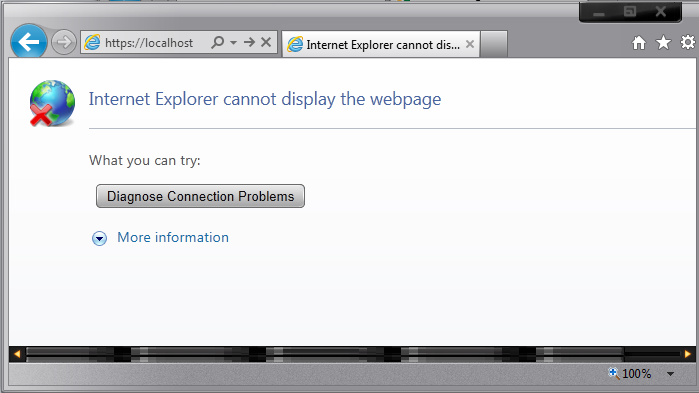 https://localhost
Internet Explorer cannot dis...
Internet Explorer cannot display the webpage
What you can try:
Diagnose Connection Problems
More information
100%